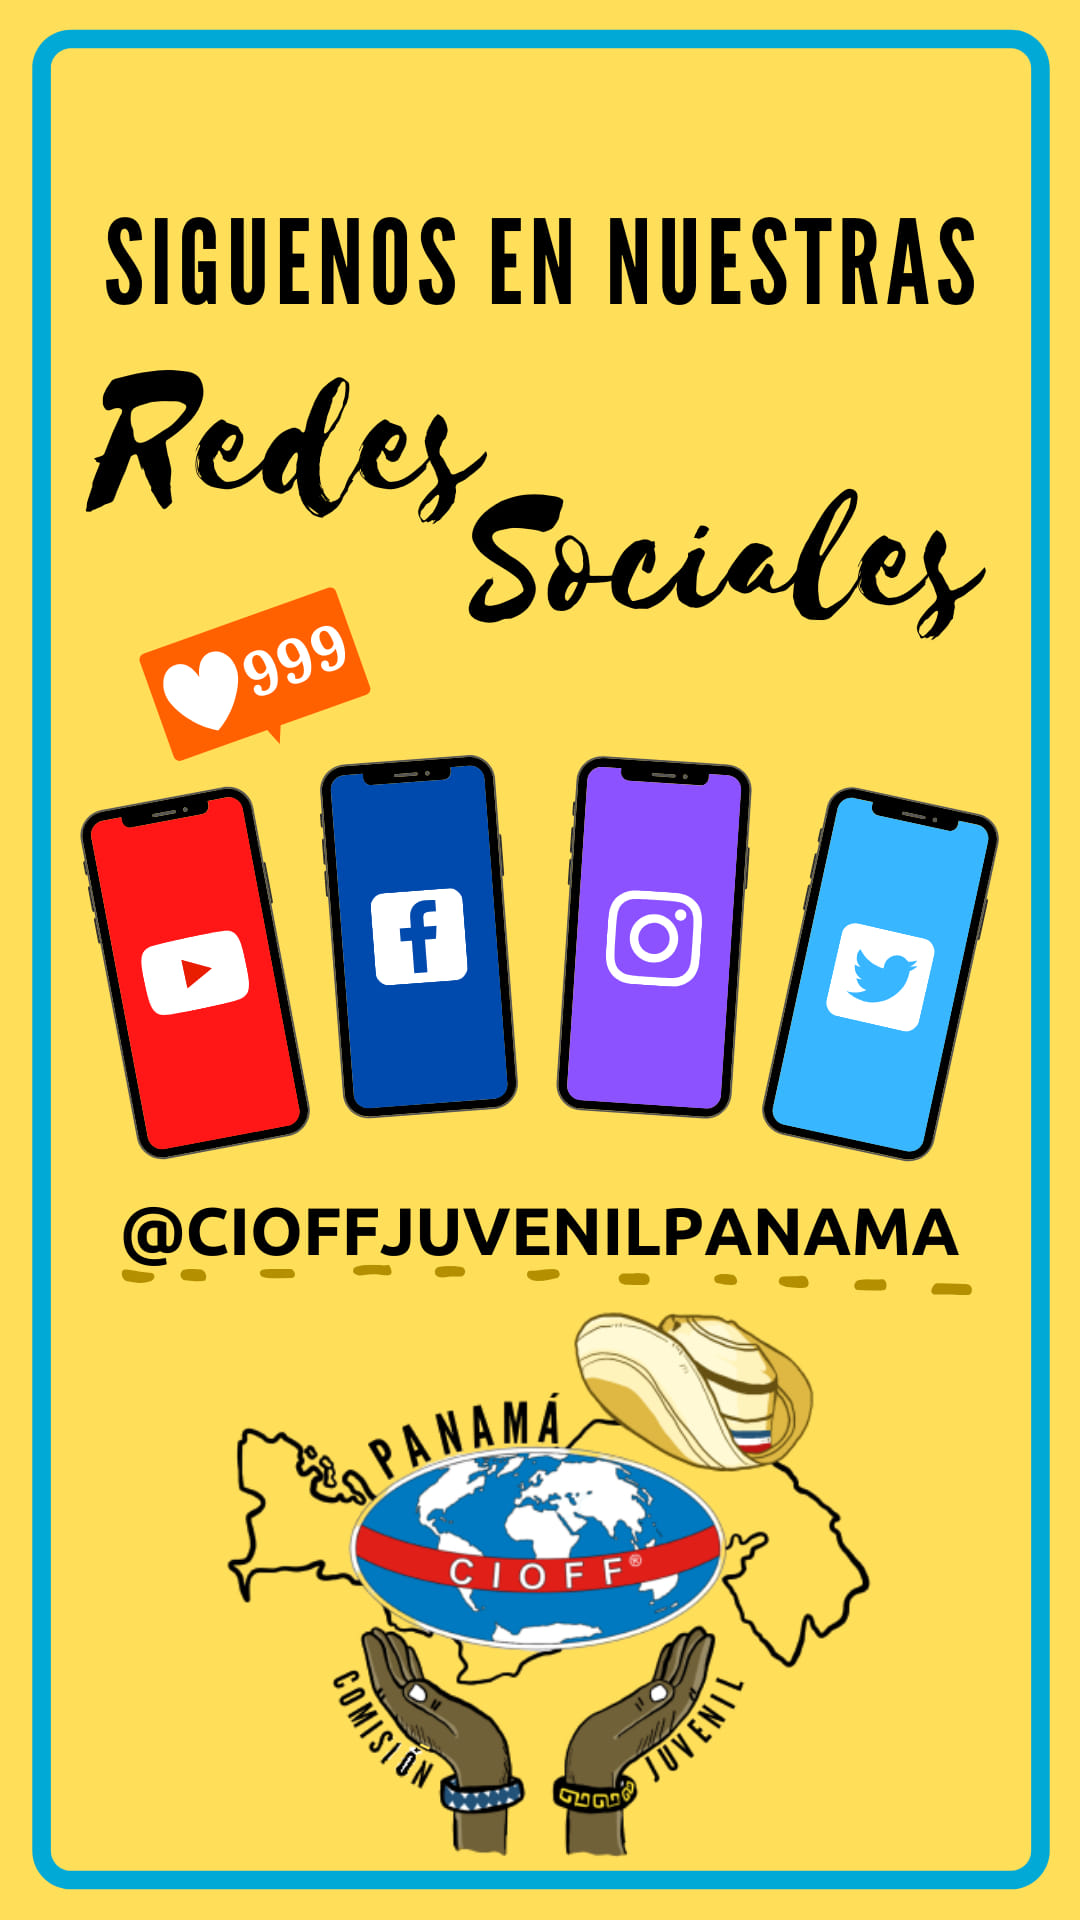 SIGUENOS EN NUESTRAS
Redes
Sociales
999
@CIOFFJUVENILPANAMA
PANAMÁ
CIOFF®
COMISIÓN
JUVENIL